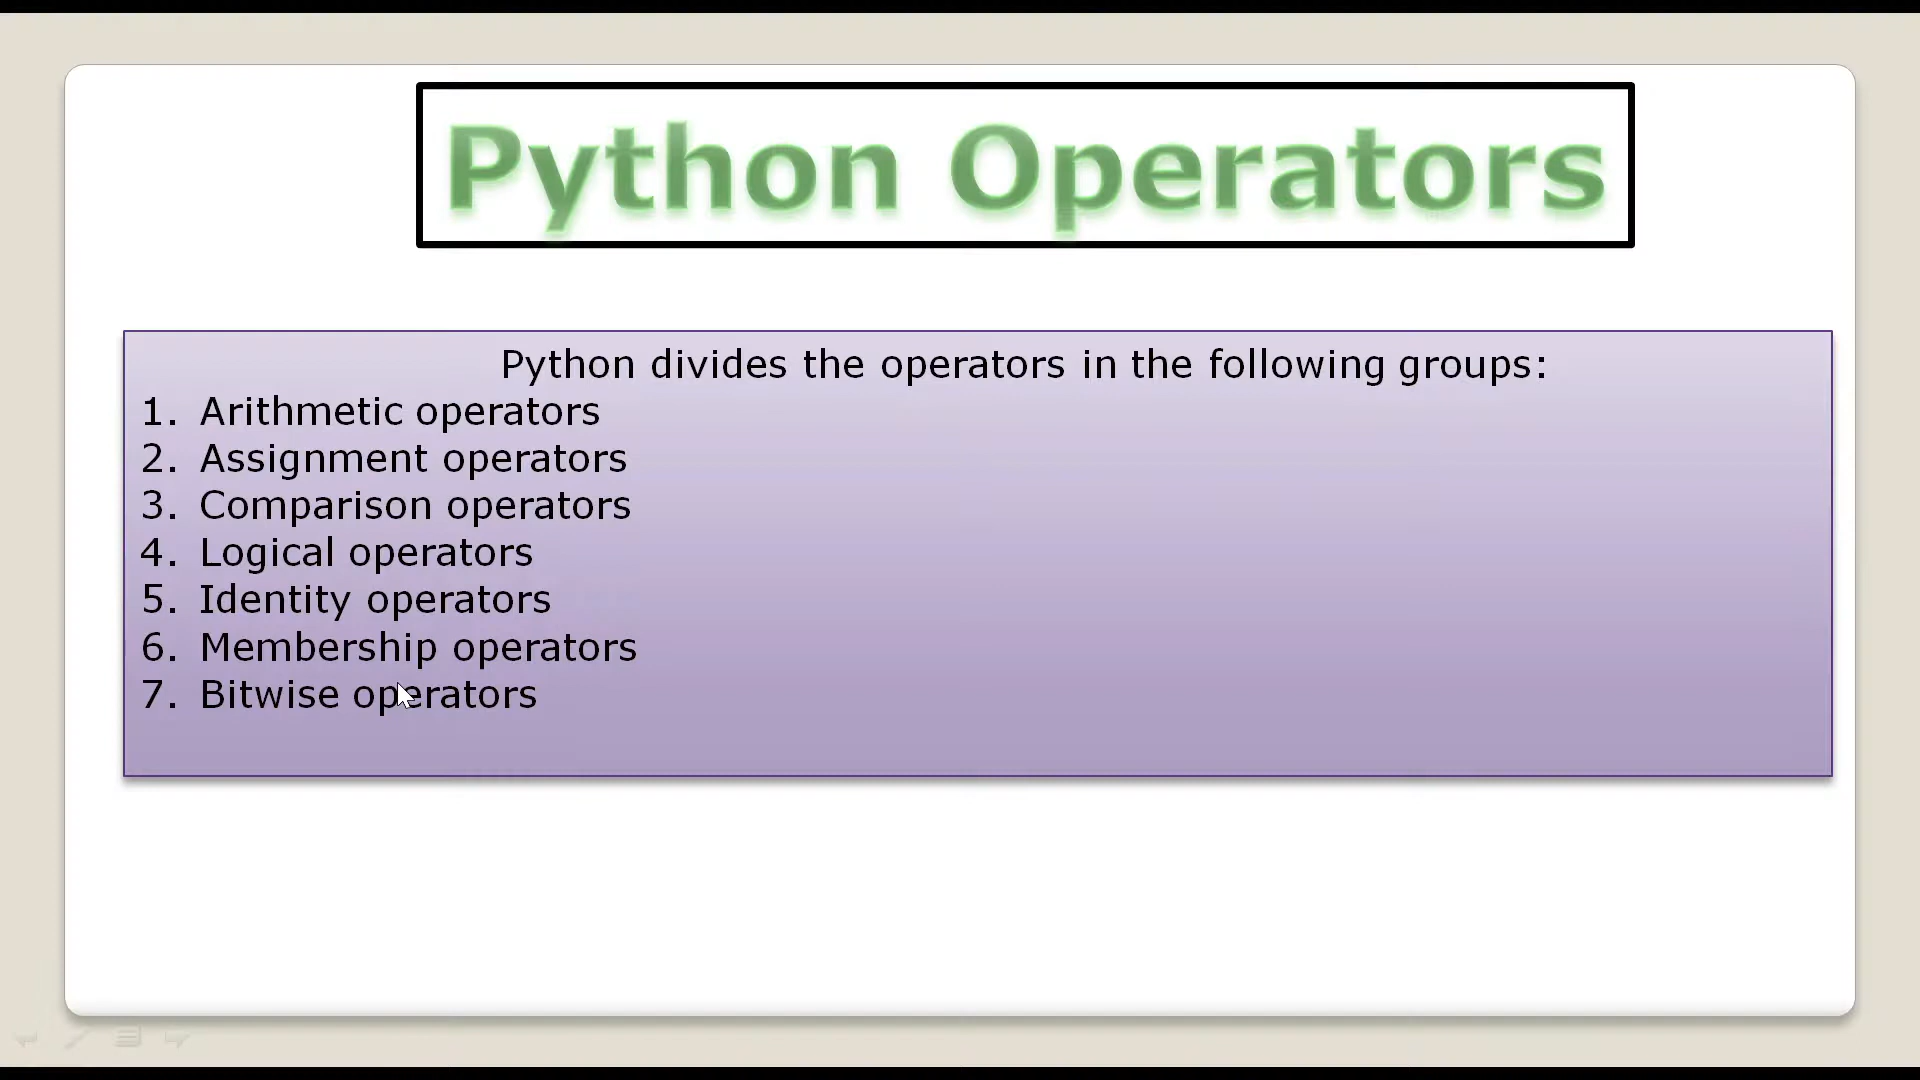 Python Operators
Python divides the operators in the following groups:
1. Arithmetic operators
2. Assignment operators
3. Comparison operators
4. Logical operators
5. Identity operators
6. Membership operators
7. Bitwise operators